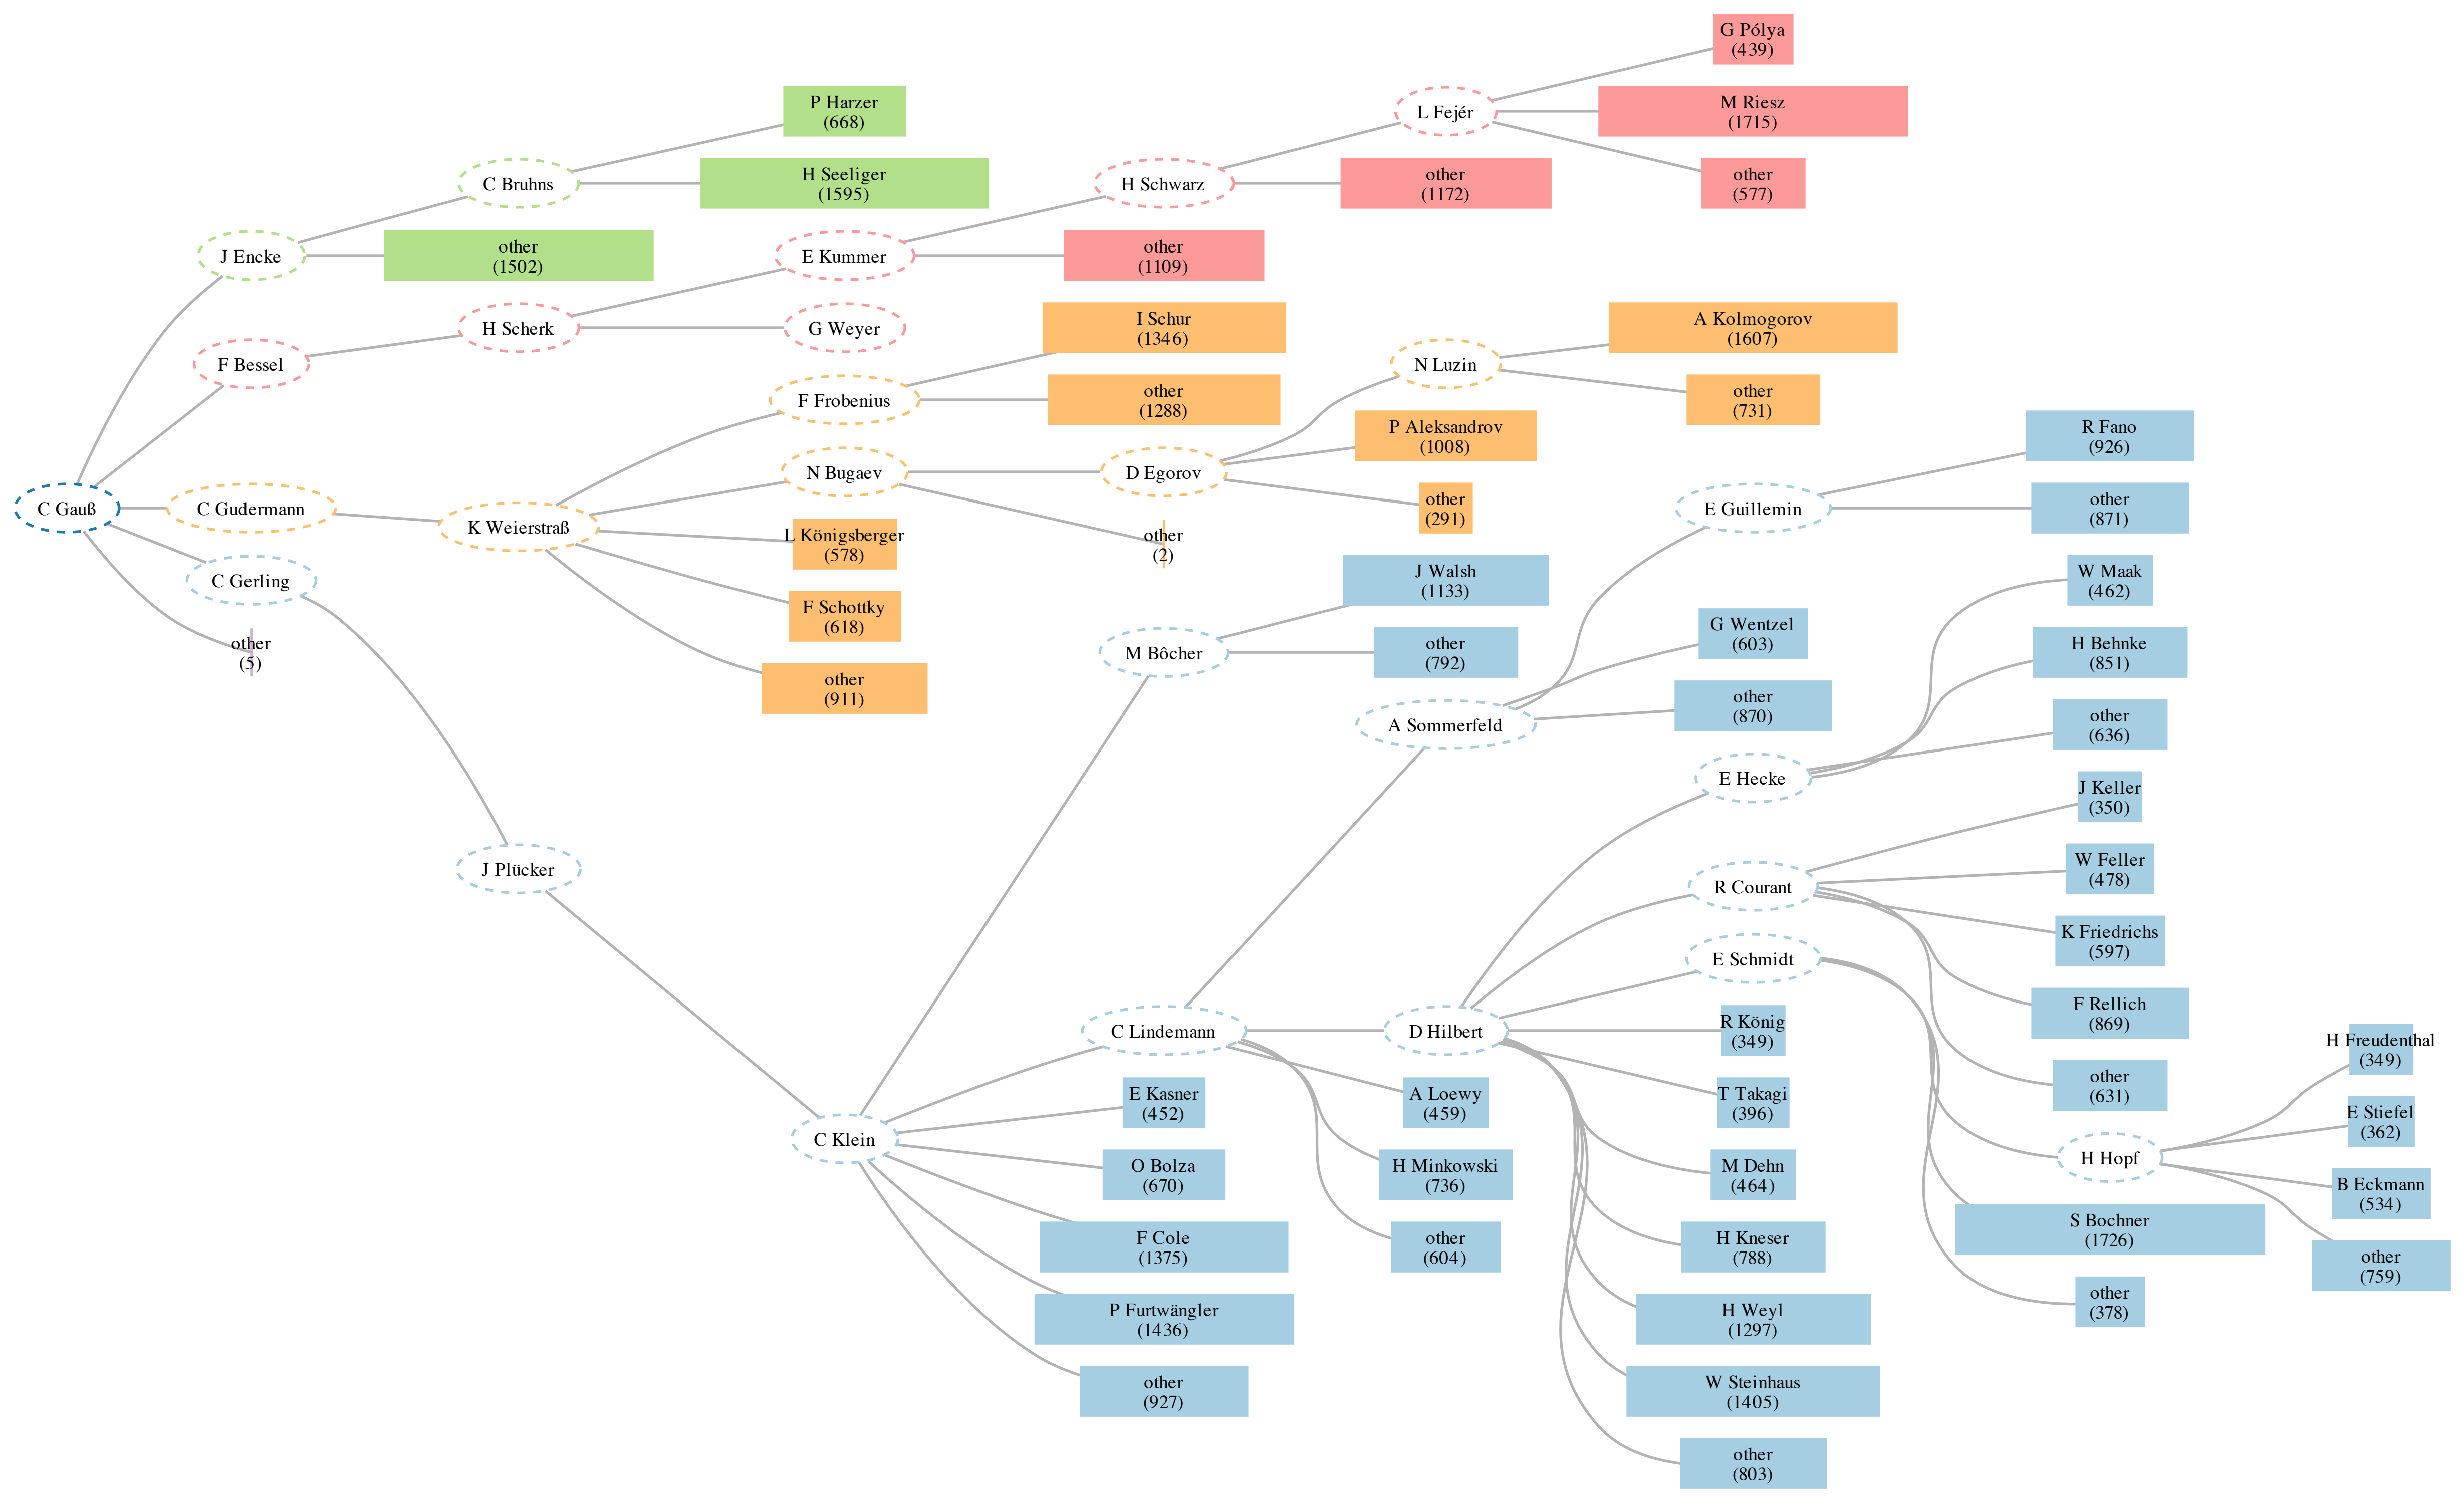 G Pólya
(439)
P Harzer
(668)
L Fejér
M Riesz
(1715)
C Bruhns
H Seeliger
(1595)
H Schwarz
other
(1172)
other
(577)
J Encke
other
(1502)
E Kummer
other
(1109)
F Bessel
H Scherk
G Weyer
I Schur
(1346)
N Luzin
A Kolmogorov
(1607)
F Frobenius
other
(1288)
other
(731)
P Aleksandrov
(1008)
R Fano
(926)
N Bugaev
D Egorov
other
(291)
E Guillemin
other
(871)
C Gauß
C Gudermann
K Weierstraß
L Königsberger
(578)
other
(2)
C Gerling
F Schottky
(618)
J Walsh
(1133)
W Maak
(462)
other
(5)
other
(911)
M Bôcher
other
(792)
G Wentzel
(603)
H Behnke
(851)
A Sommerfeld
other
(870)
other
(636)
E Hecke
J Keller
(350)
J Plücker
R Courant
W Feller
(478)
K Friedrichs
(597)
E Schmidt
F Rellich
(869)
C Lindemann
D Hilbert
R König
(349)
H Freudenthal
(349)
other
(631)
C Klein
E Kasner
(452)
A Loewy
(459)
T Takagi
(396)
E Stiefel
(362)
O Bolza
(670)
H Minkowski
(736)
M Dehn
(464)
H Hopf
B Eckmann
(534)
F Cole
(1375)
other
(604)
H Kneser
(788)
S Bochner
(1726)
other
(759)
P Furtwängler
(1436)
H Weyl
(1297)
other
(378)
other
(927)
W Steinhaus
(1405)
other
(803)